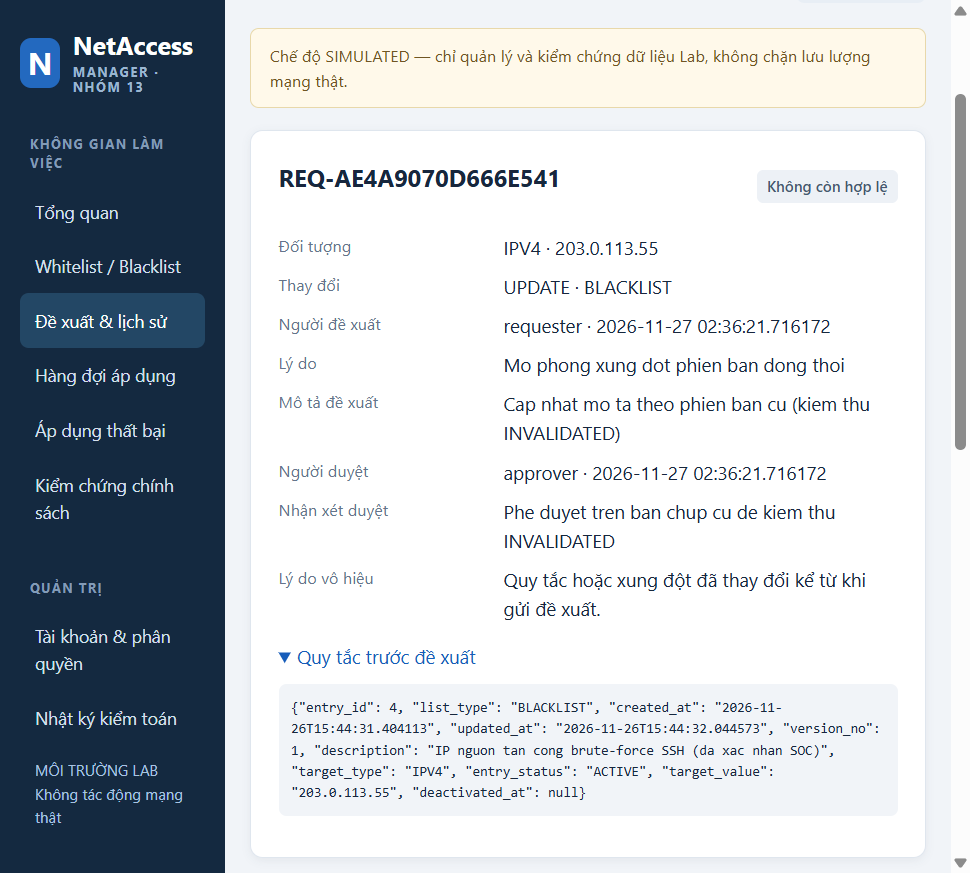 N
NetAccess
MANAGER ·
NHÓM 13
KHÔNG GIAN LÀM
VIỆC
Tổng quan
Whitelist / Blacklist
Đề xuất & lịch sử
Hàng đợi áp dụng
Áp dụng thất bại
Kiểm chứng chính
sách
QUẢN TRỊ
Tài khoản & phân
quyền
Nhật ký kiểm toán
MÔI TRƯỜNG LAB
Không tác động mạng
thật
Chế độ SIMULATED — chỉ quản lý và kiểm chứng dữ liệu Lab, không chặn lưu lượng
mạng thật.
REQ-AE4A9070D666E541
Không còn hợp lệ
Đối tượng
IPV4 · 203.0.113.55
Thay đổi
UPDATE · BLACKLIST
Người đề xuất
requester · 2026-11-27 02:36:21.716172
Lý do
Mo phong xung dot phien ban dong thoi
Mô tả đề xuất
Cap nhat mo ta theo phien ban cu (kiem thu
INVALIDATED)
Người duyệt
approver · 2026-11-27 02:36:21.716172
Nhận xét duyệt
Phe duyet tren ban chup cu de kiem thu
INVALIDATED
Lý do vô hiệu
Quy tắc hoặc xung đột đã thay đổi kể từ khi
gửi đề xuất.
▼ Quy tắc trước đề xuất
{"entry_id": 4, "list_type": "BLACKLIST", "created_at": "2026-11-
26T15:44:31.404113", "updated_at": "2026-11-26T15:44:32.044573", "version_no":
1, "description": "IP nguon tan cong brute-force SSH (da xac nhan SOC)",
"target_type": "IPV4", "entry_status": "ACTIVE", "target_value":
"203.0.113.55", "deactivated_at": null}